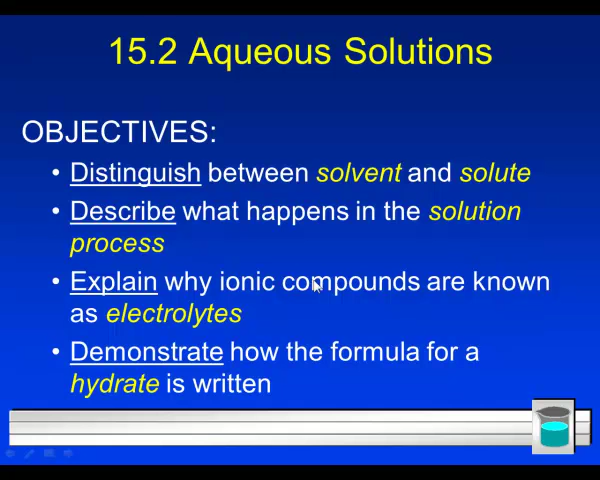 15.2 Aqueous Solutions
OBJECTIVES:
• Distinguish between solvent and solute
• Describe what happens in the solution
process
• Explain why ionic compounds are known
as electrolytes
• Demonstrate how the formula for a
hydrate is written